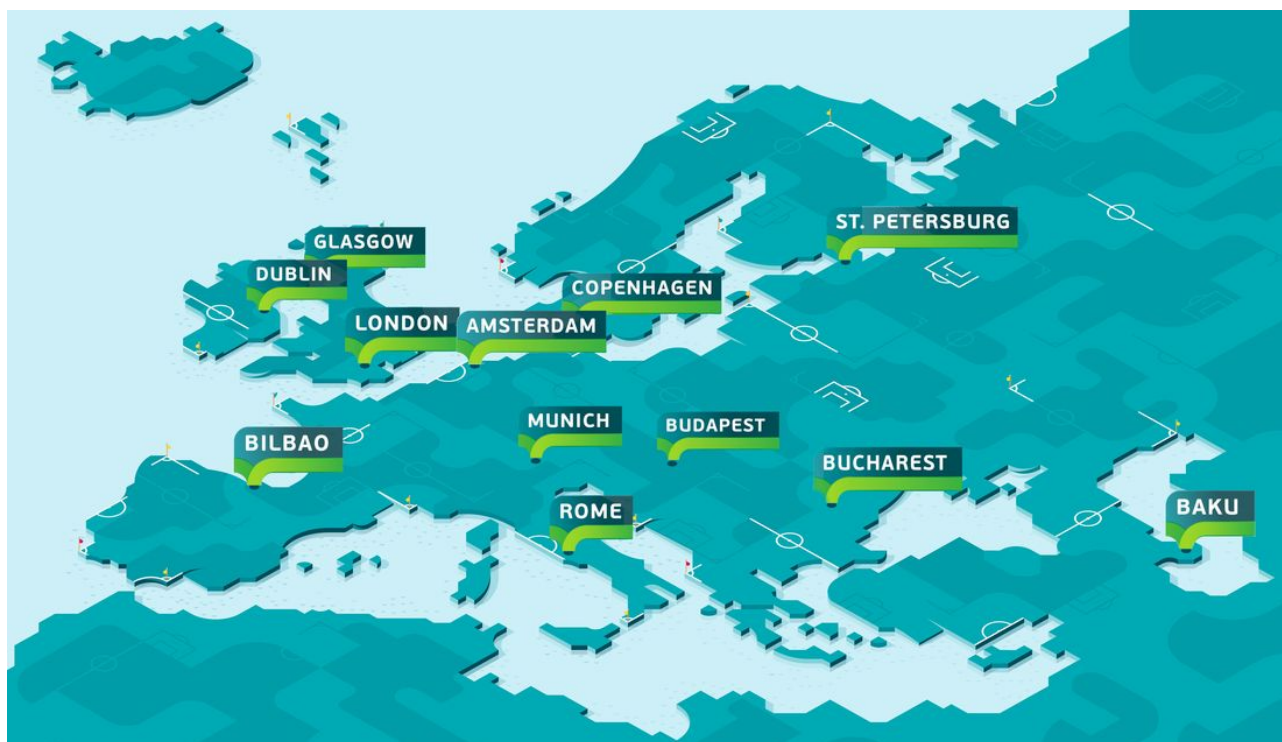 GLASGOW
ST. PETERSBURG
DUBLIN
COPENHAGEN
LONDON
AMSTERDAM
MUNICH
BUDAPEST
BILBAO
BUCHAREST
ROME
BAKU